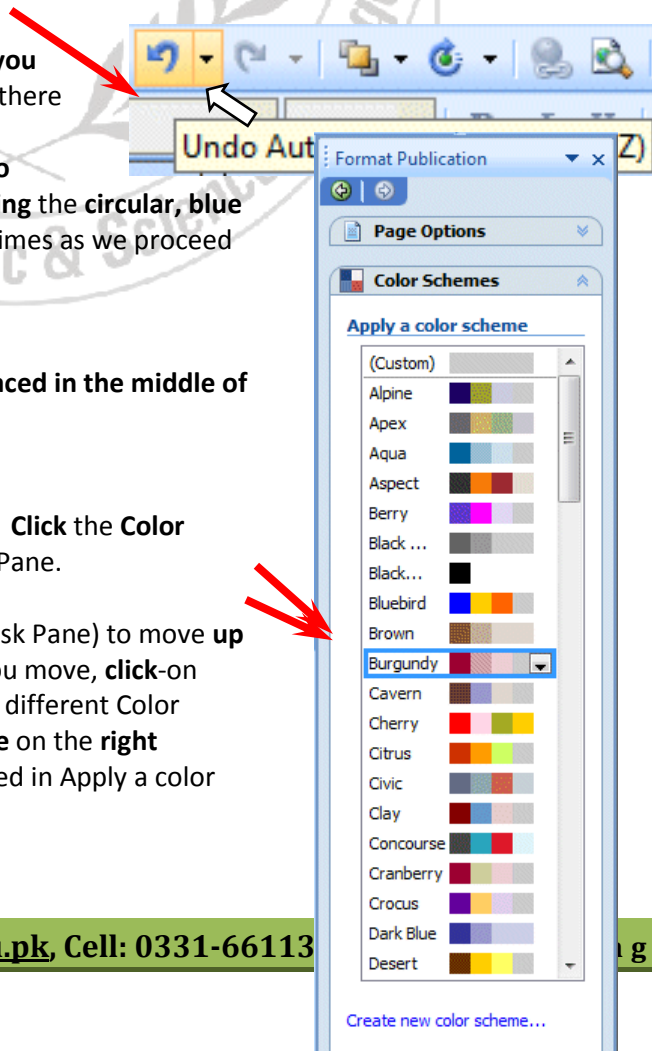 you
there
o
ing the circular, blue
imes as we proceed
nced in the middle of
Click the Color
Pane.
sk Pane) to move up
ou move, click-on
different Color
e on the right
ed in Apply a color
Undo Aut
Z)
Format Publication
Page Options
Color Schemes
Apply a color scheme
(Custom)
Alpine
Apex
Aqua
Aspect
Berry
Black ...
Black...
Bluebird
Brown
Burgundy
Cavern
Cherry
Citrus
Civic
Clay
Concourse
Cranberry
Crocus
Dark Blue
Desert
Create new color scheme...
.pk, Cell: 0331-66113
n g